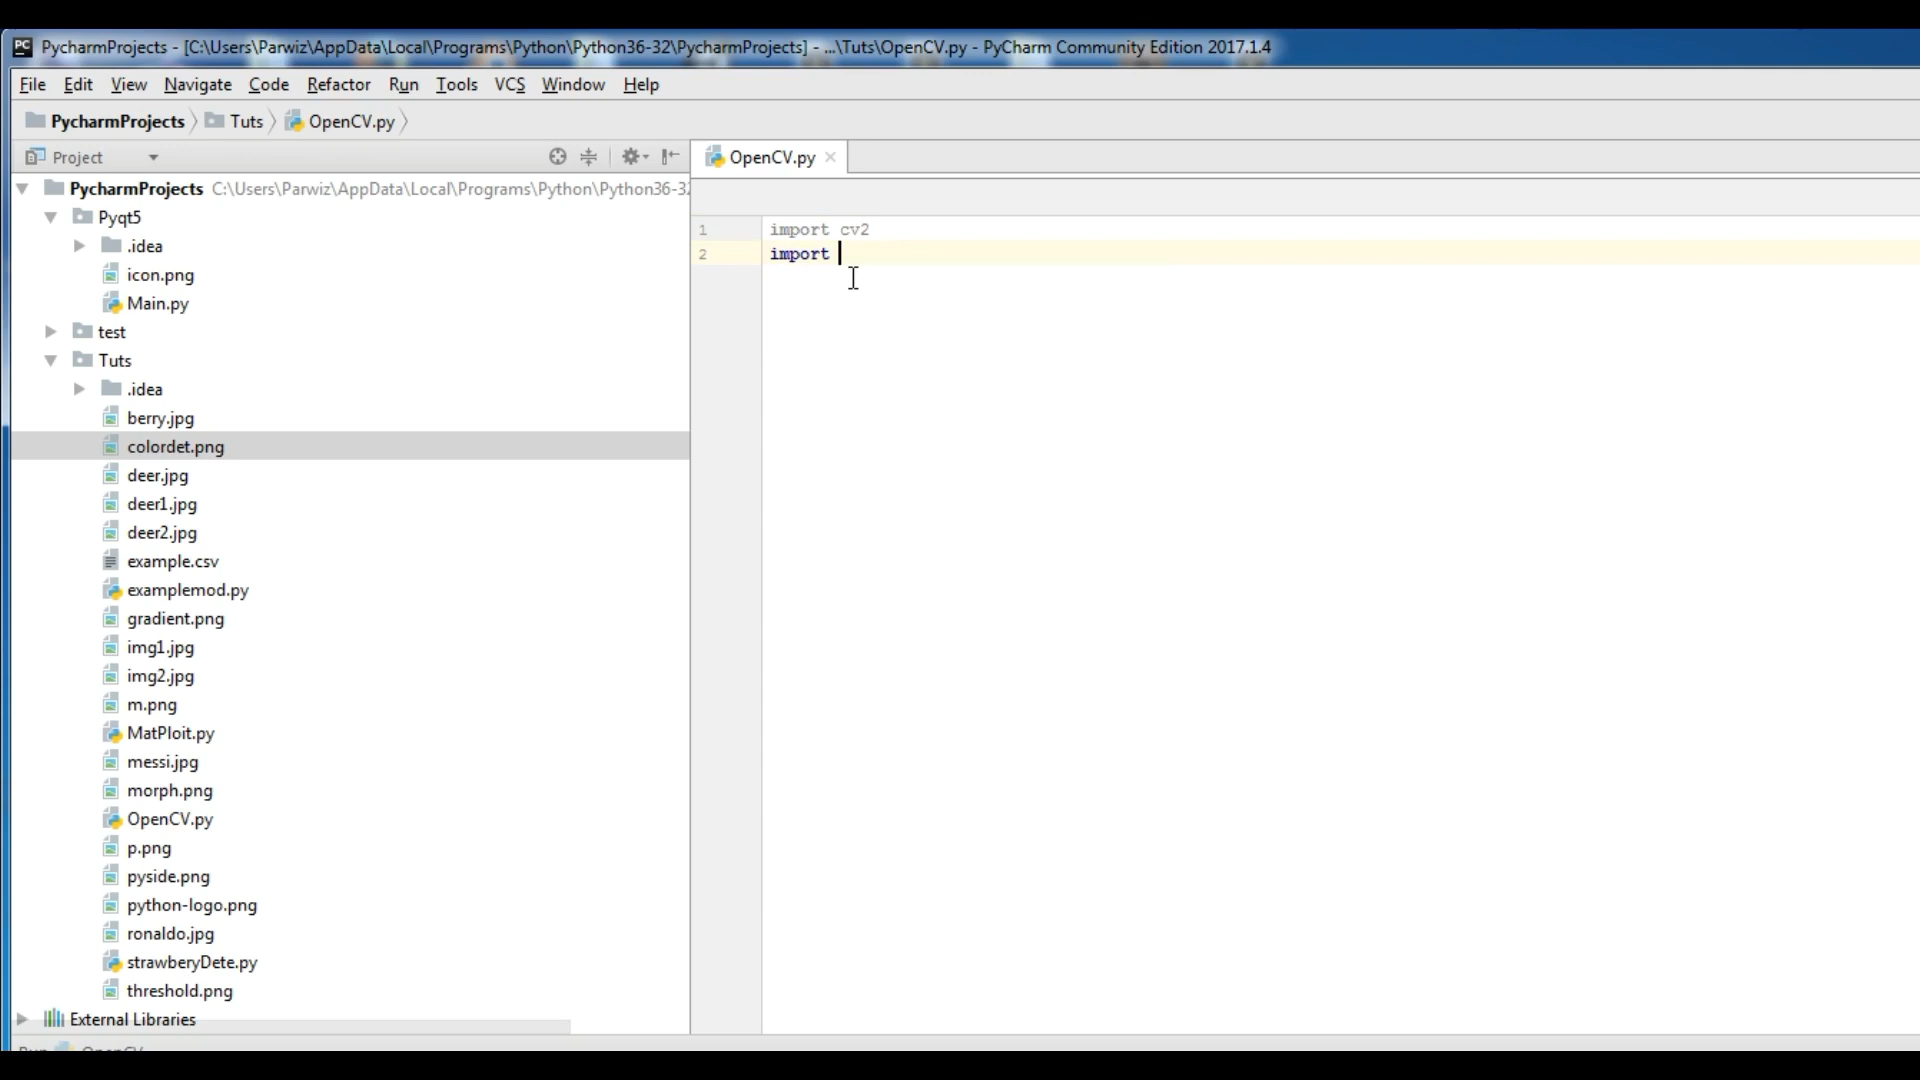 PycharmProjects - [C:\Users\Parwiz\AppData\Local\Programs\Python\Python36-32\PycharmProjects] - ...\Tuts\OpenCV.py - PyCharm Community Edition 2017.1.4
File Edit View Navigate Code Refactor Run Tools VCS Window Help
PycharmProjects Tuts OpenCV.py
Project
OpenCV.py
PycharmProjects C:\Users\Parwiz\AppData\Local\Programs\Python\Python36-32
Pyqt5
.idea
icon.png
Main.py
test
Tuts
.idea
berry.jpg
colordet.png
deer.jpg
deer1.jpg
deer2.jpg
example.csv
examplemod.py
gradient.png
img1.jpg
img2.jpg
m.png
MatPloit.py
messi.jpg
morph.png
OpenCV.py
p.png
pyside.png
python-logo.png
ronaldo.jpg
strawberyDete.py
threshold.png
External Libraries
1 import cv2
2 import